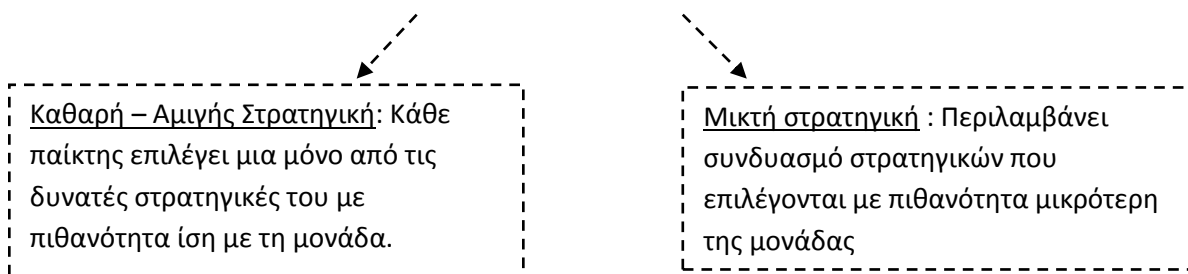 Καθαρή – Αμιγής Στρατηγική: Κάθε
παίκτης επιλέγει μια μόνο από τις
δυνατές στρατηγικές του με
πιθανότητα ίση με τη μονάδα.
Μικτή στρατηγική : Περιλαμβάνει
συνδυασμό στρατηγικών που
επιλέγονται με πιθανότητα μικρότερη
της μονάδας